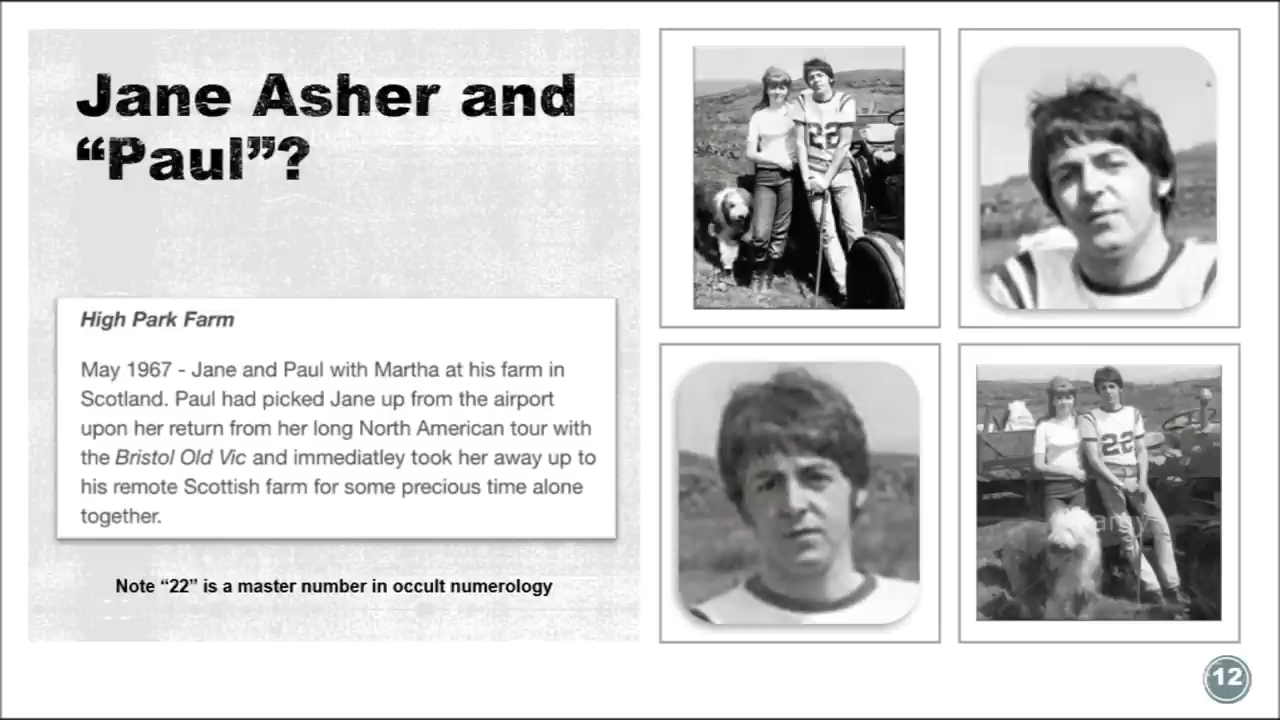 Jane Asher and
“Paul”?
High Park Farm
May 1967 - Jane and Paul with Martha at his farm in
Scotland. Paul had picked Jane up from the airport
upon her return from her long North American tour with
the Bristol Old Vic and immediatley took her away up to
his remote Scottish farm for some precious time alone
together.
Note “22” is a master number in occult numerology
22
22
12